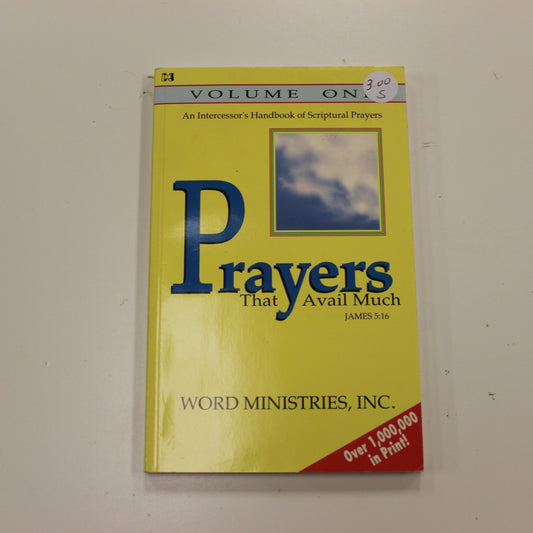 VOLUME ONE
3.00
S
An Intercessor's Handbook of Scriptural Prayers
Prayers
That Avail Much
JAMES 5:16
WORD MINISTRIES, INC.
Over 1,000,000
in Print!